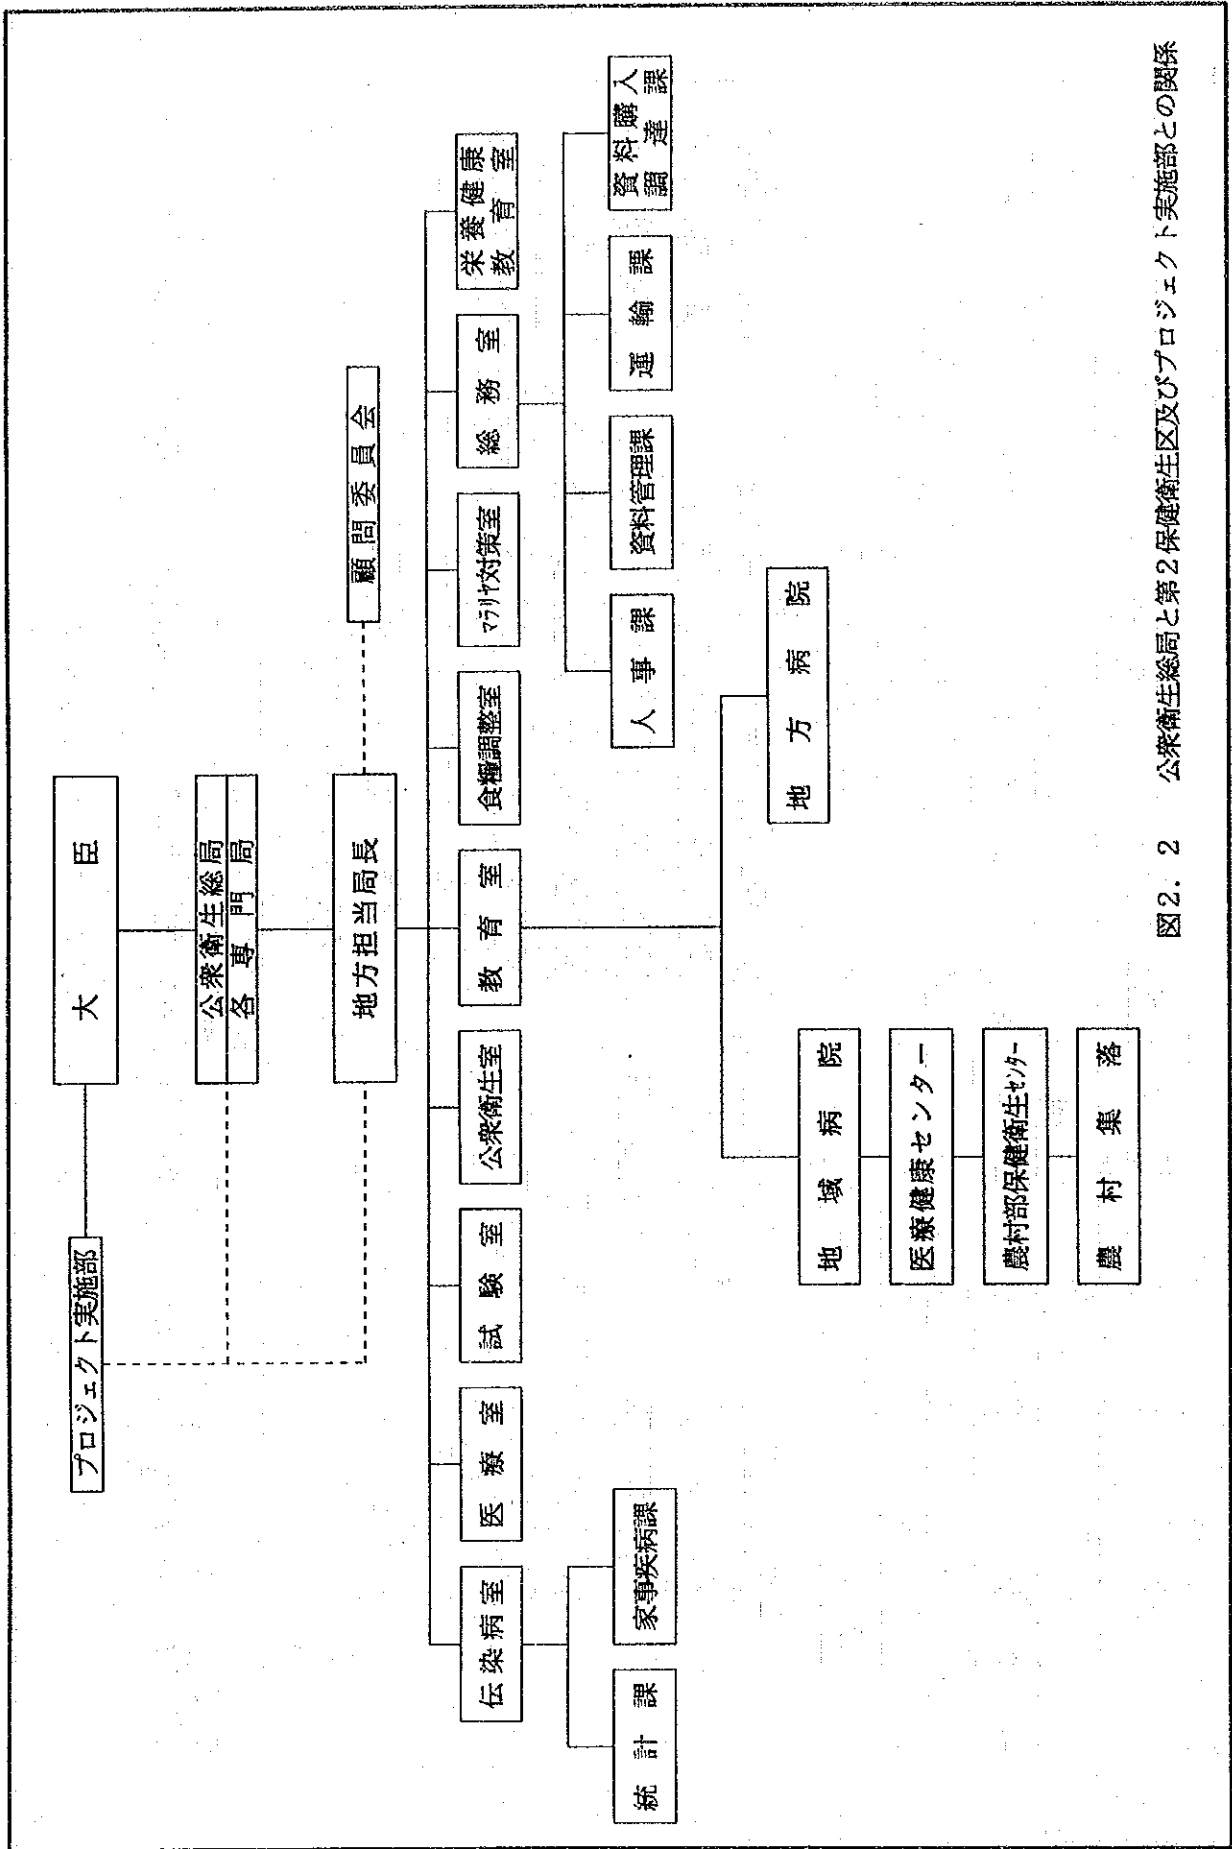 プロジェクト実施部
大臣
公衆衛生総局
各専門局
地方担当局長
顧問委員会
伝染病室
医療室
試験室
公衆衛生室
教育室
食糧調整室
マラリヤ対策室
総務室
栄養健康
教育室
統計課
家事疾病課
人事課
資料管理課
運輸課
資料購入
調達課
地域病院
地方病院
医療健康センター
農村部保健衛生センター
農村集落
図2.2 公衆衛生総局と第2保健衛生区及びプロジェクト実施部との関係